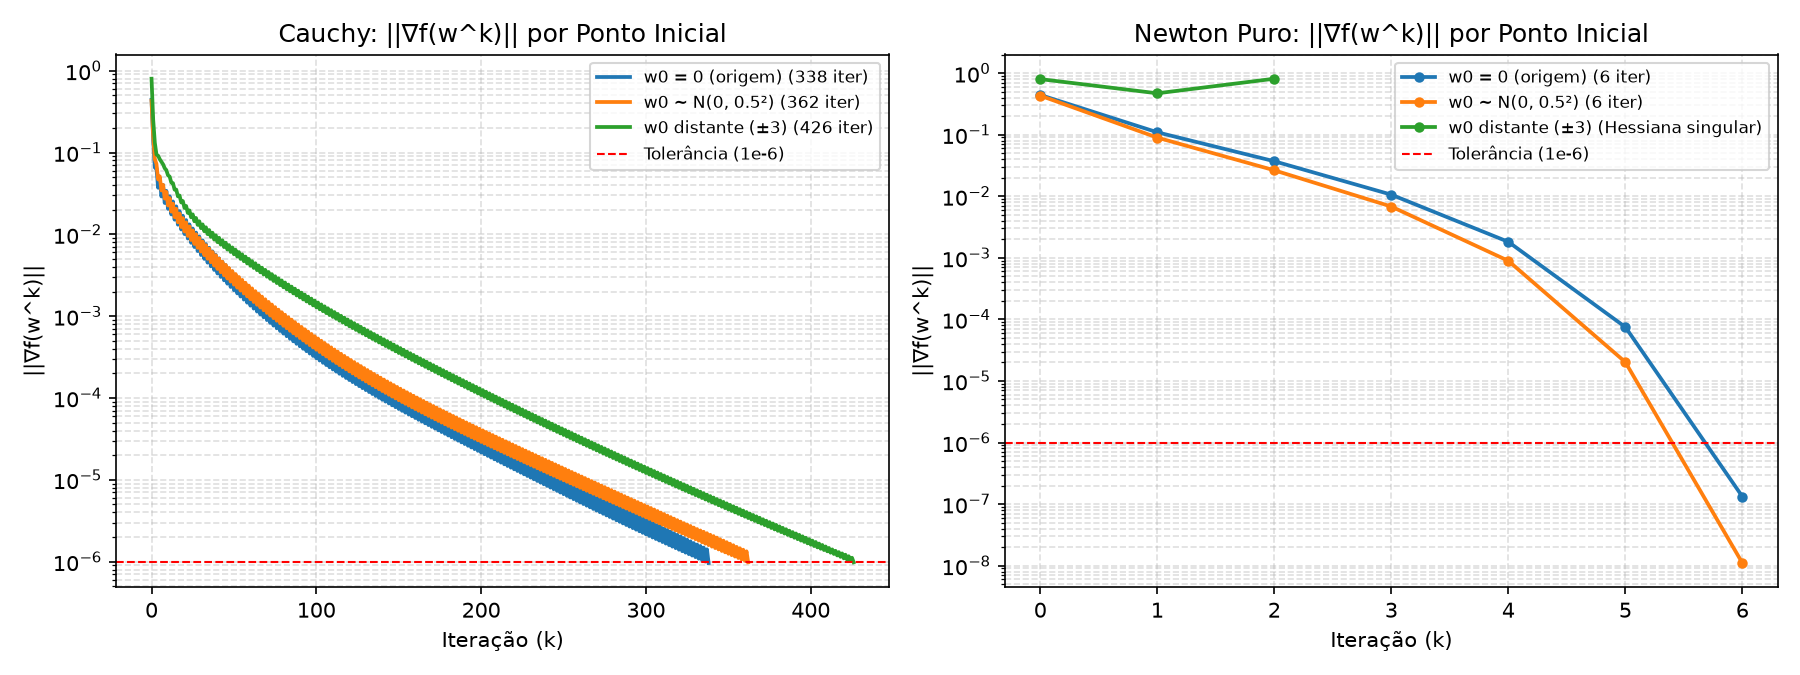 Cauchy: ||∇f(w^k)|| por Ponto Inicial
||∇f(w^k)||
10⁰
10⁻¹
10⁻²
10⁻³
10⁻⁴
10⁻⁵
10⁻⁶
w0 = 0 (origem) (338 iter)
w0 ~ N(0, 0.5²) (362 iter)
w0 distante (±3) (426 iter)
Tolerância (1e-6)
0 100 200 300 400
Iteração (k)
Newton Puro: ||∇f(w^k)|| por Ponto Inicial
||∇f(w^k)||
10⁰
10⁻¹
10⁻²
10⁻³
10⁻⁴
10⁻⁵
10⁻⁶
10⁻⁷
10⁻⁸
w0 = 0 (origem) (6 iter)
w0 ~ N(0, 0.5²) (6 iter)
w0 distante (±3) (Hessiana singular)
Tolerância (1e-6)
0 1 2 3 4 5 6
Iteração (k)